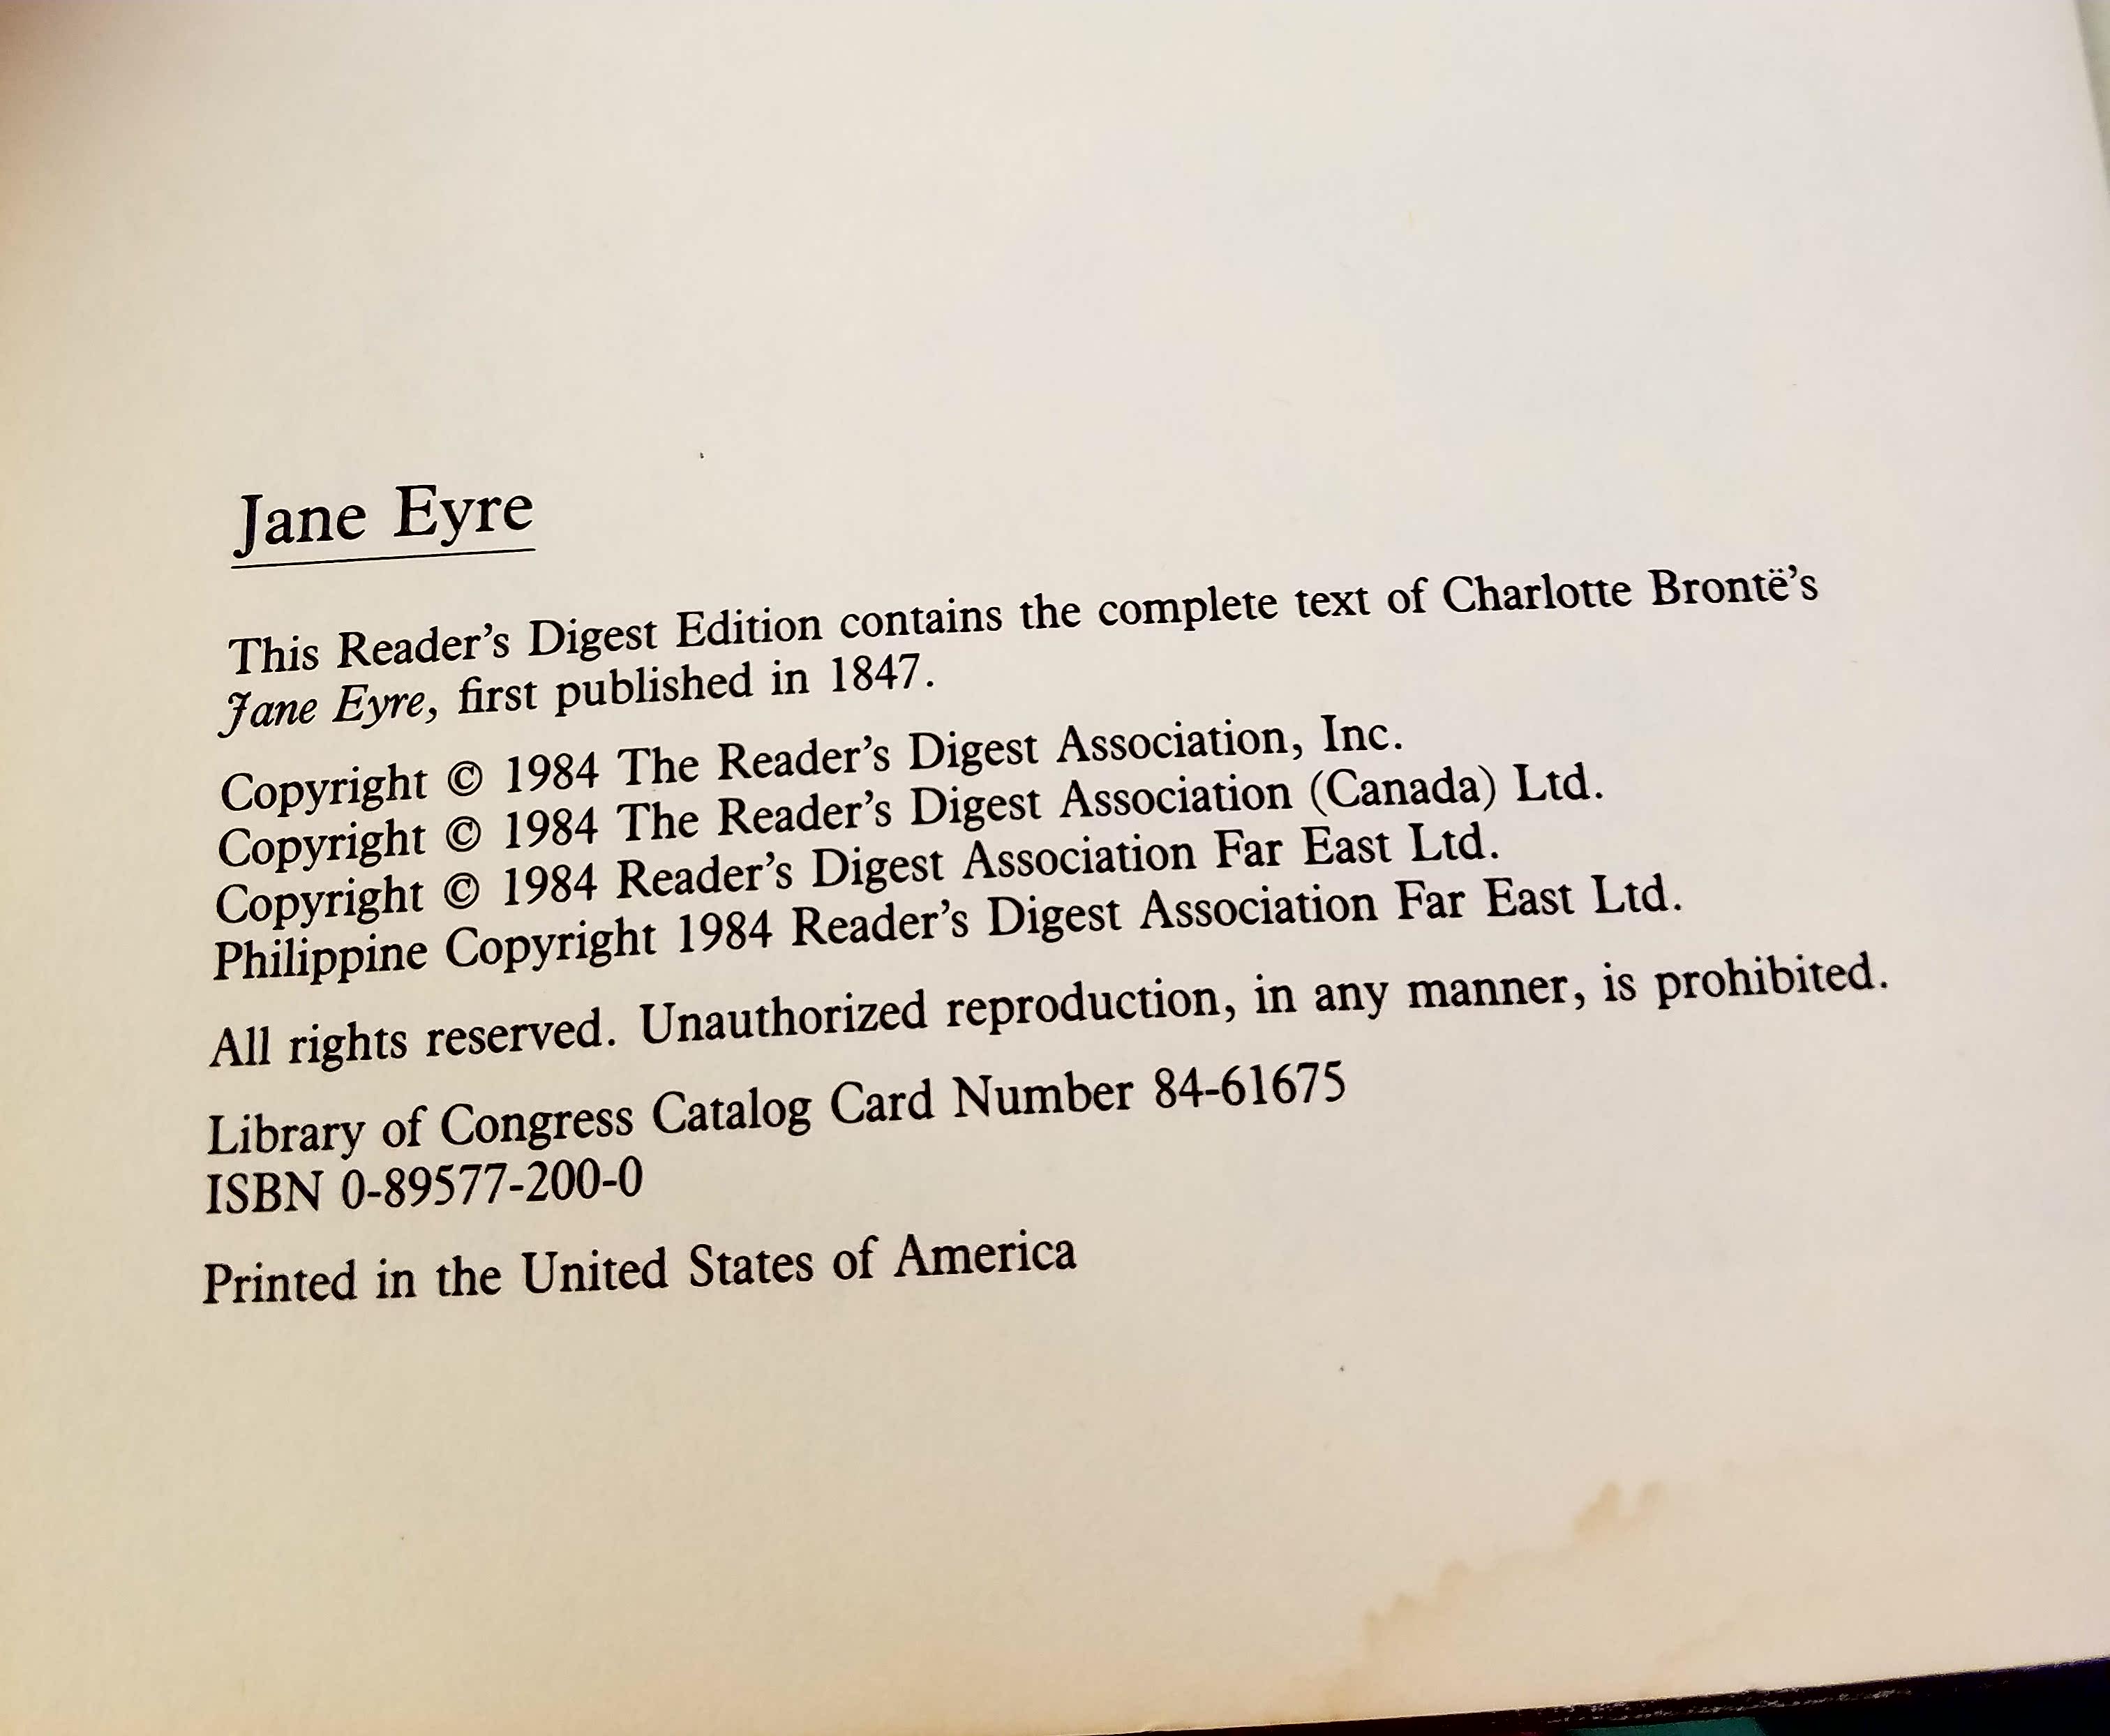 Jane Eyre
This Reader's Digest Edition contains the complete text of Charlotte Brontë's
Jane Eyre, first published in 1847.
Copyright © 1984 The Reader's Digest Association, Inc.
Copyright © 1984 The Reader's Digest Association (Canada) Ltd.
Copyright © 1984 Reader's Digest Association Far East Ltd.
Philippine Copyright 1984 Reader's Digest Association Far East Ltd.
All rights reserved. Unauthorized reproduction, in any manner, is prohibited.
Library of Congress Catalog Card Number 84-61675
ISBN 0-89577-200-0
Printed in the United States of America